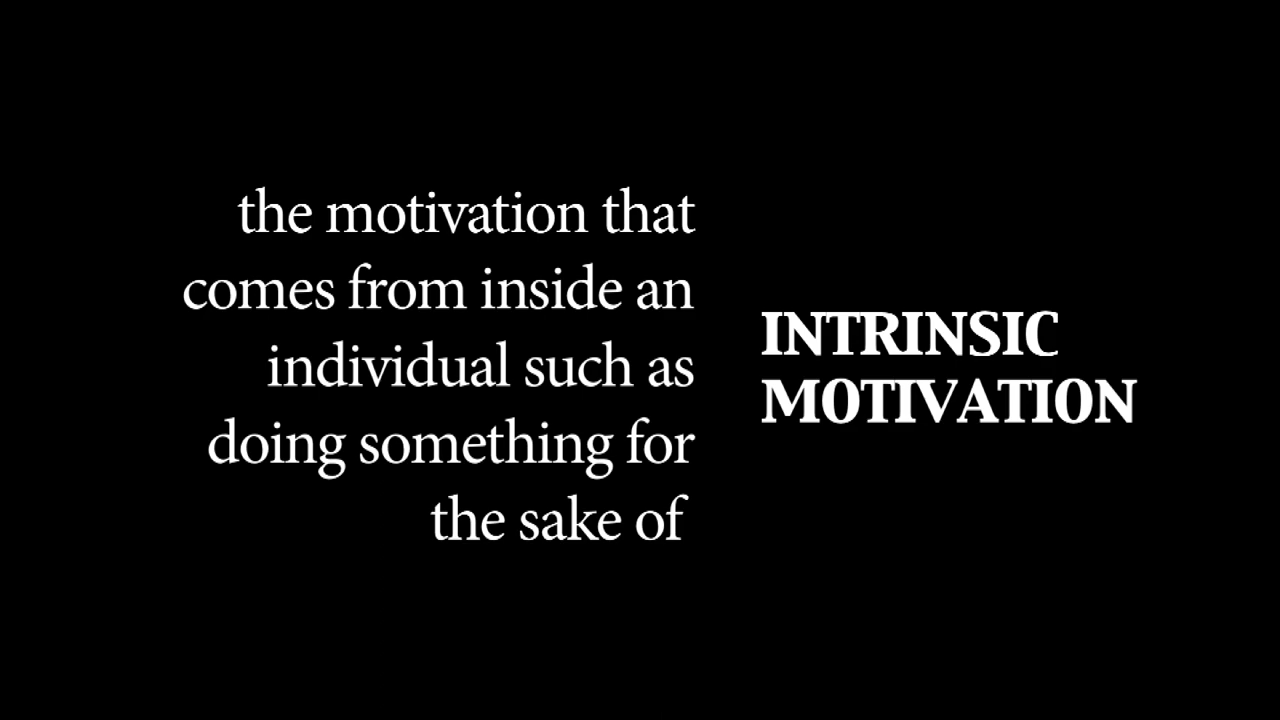 the motivation that
comes from inside an
individual such as
doing something for
the sake of
INTRINSIC
MOTIVATION